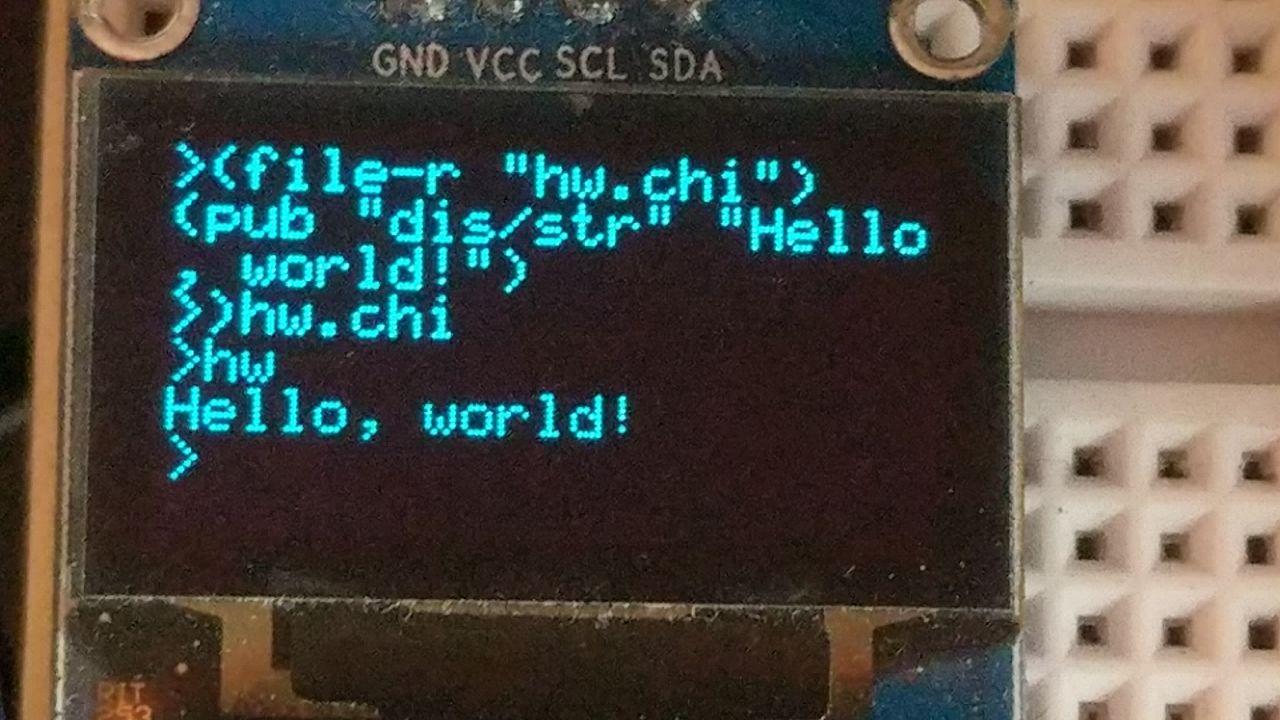 GND VCC SCL SDA
>(file-r "hw.chi")
(pub "dis/str" "Hello
, world!")
>)hw.chi
>hw
Hello, world!
>